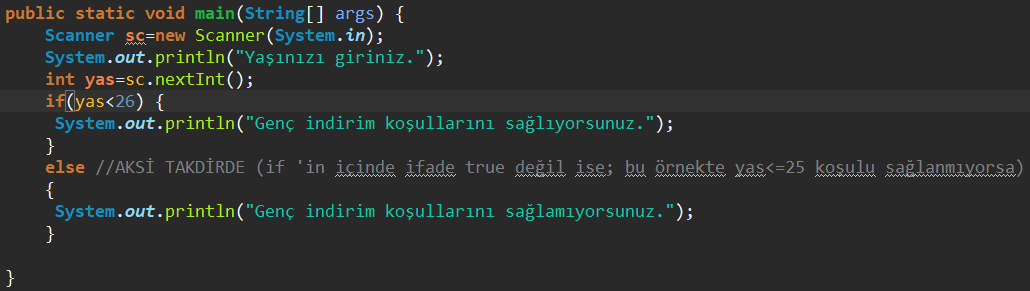 public static void main(String[] args) {
Scanner sc=new Scanner(System.in);
System.out.println("Yaşınızı giriniz.");
int yas=sc.nextInt();
if(yas<26) {
System.out.println("Genç indirim koşullarını sağlıyorsunuz.");
}
else //AKSİ TAKDİRDE (if 'in içinde ifade true değil ise; bu örnekte yas<=25 koşulu sağlanmıyorsa)
{
System.out.println("Genç indirim koşullarını sağlamıyorsunuz.");
}
}